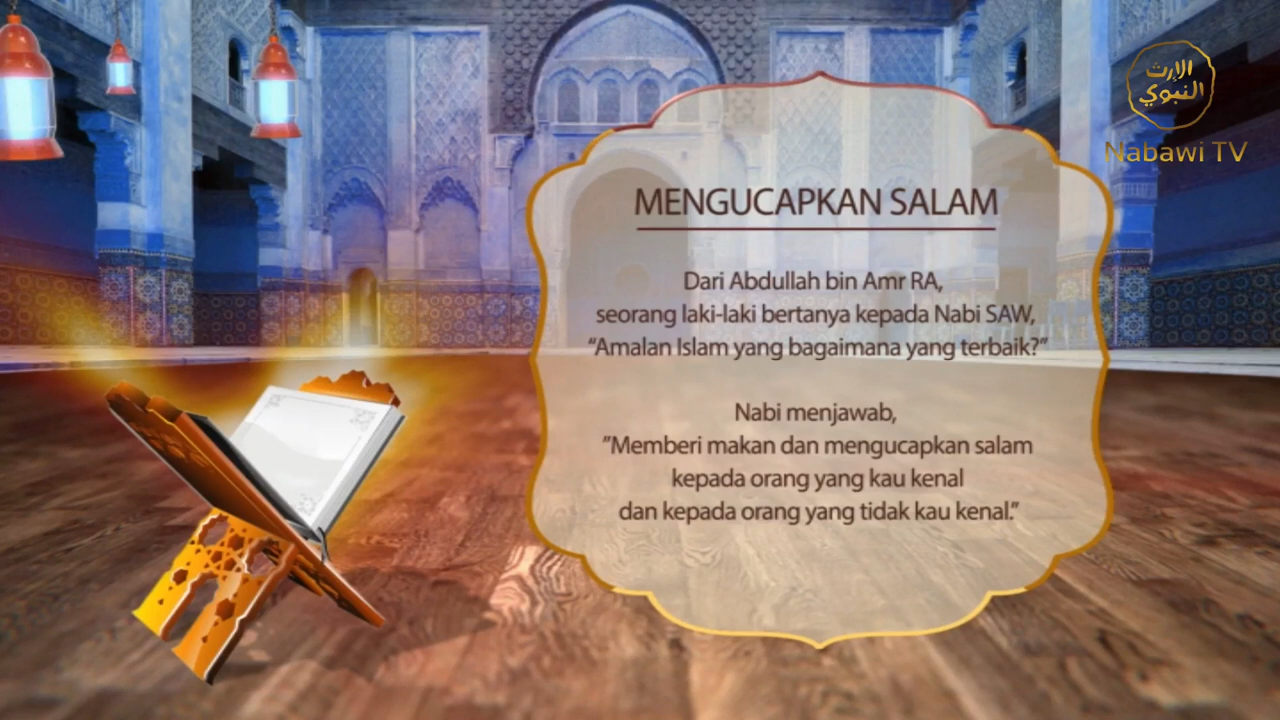 الإرث
النبوي
Nabawi TV
MENGUCAPKAN SALAM
Dari Abdullah bin Amr RA,
seorang laki-laki bertanya kepada Nabi SAW,
“Amalan Islam yang bagaimana yang terbaik?”
Nabi menjawab,
”Memberi makan dan mengucapkan salam
kepada orang yang kau kenal
dan kepada orang yang tidak kau kenal.”